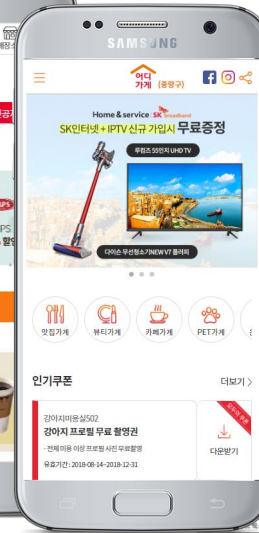 SAMSUNG
어디
가게 (중랑구)
Home & service SK broadband
SK인터넷 + IPTV 신규 가입시 무료증정
루컴즈 55인치 UHD TV
다이슨 무선청소기 NEW V7 플러피
맛집가게
뷰티가게
카페가게
PET가게
인기쿠폰
더보기 >
강아지미용실502
강아지 프로필 무료 촬영권
- 전체미용 이상 프로필 사진 무료촬영
유효기간 : 2018-08-14~2018-12-31
다운받기